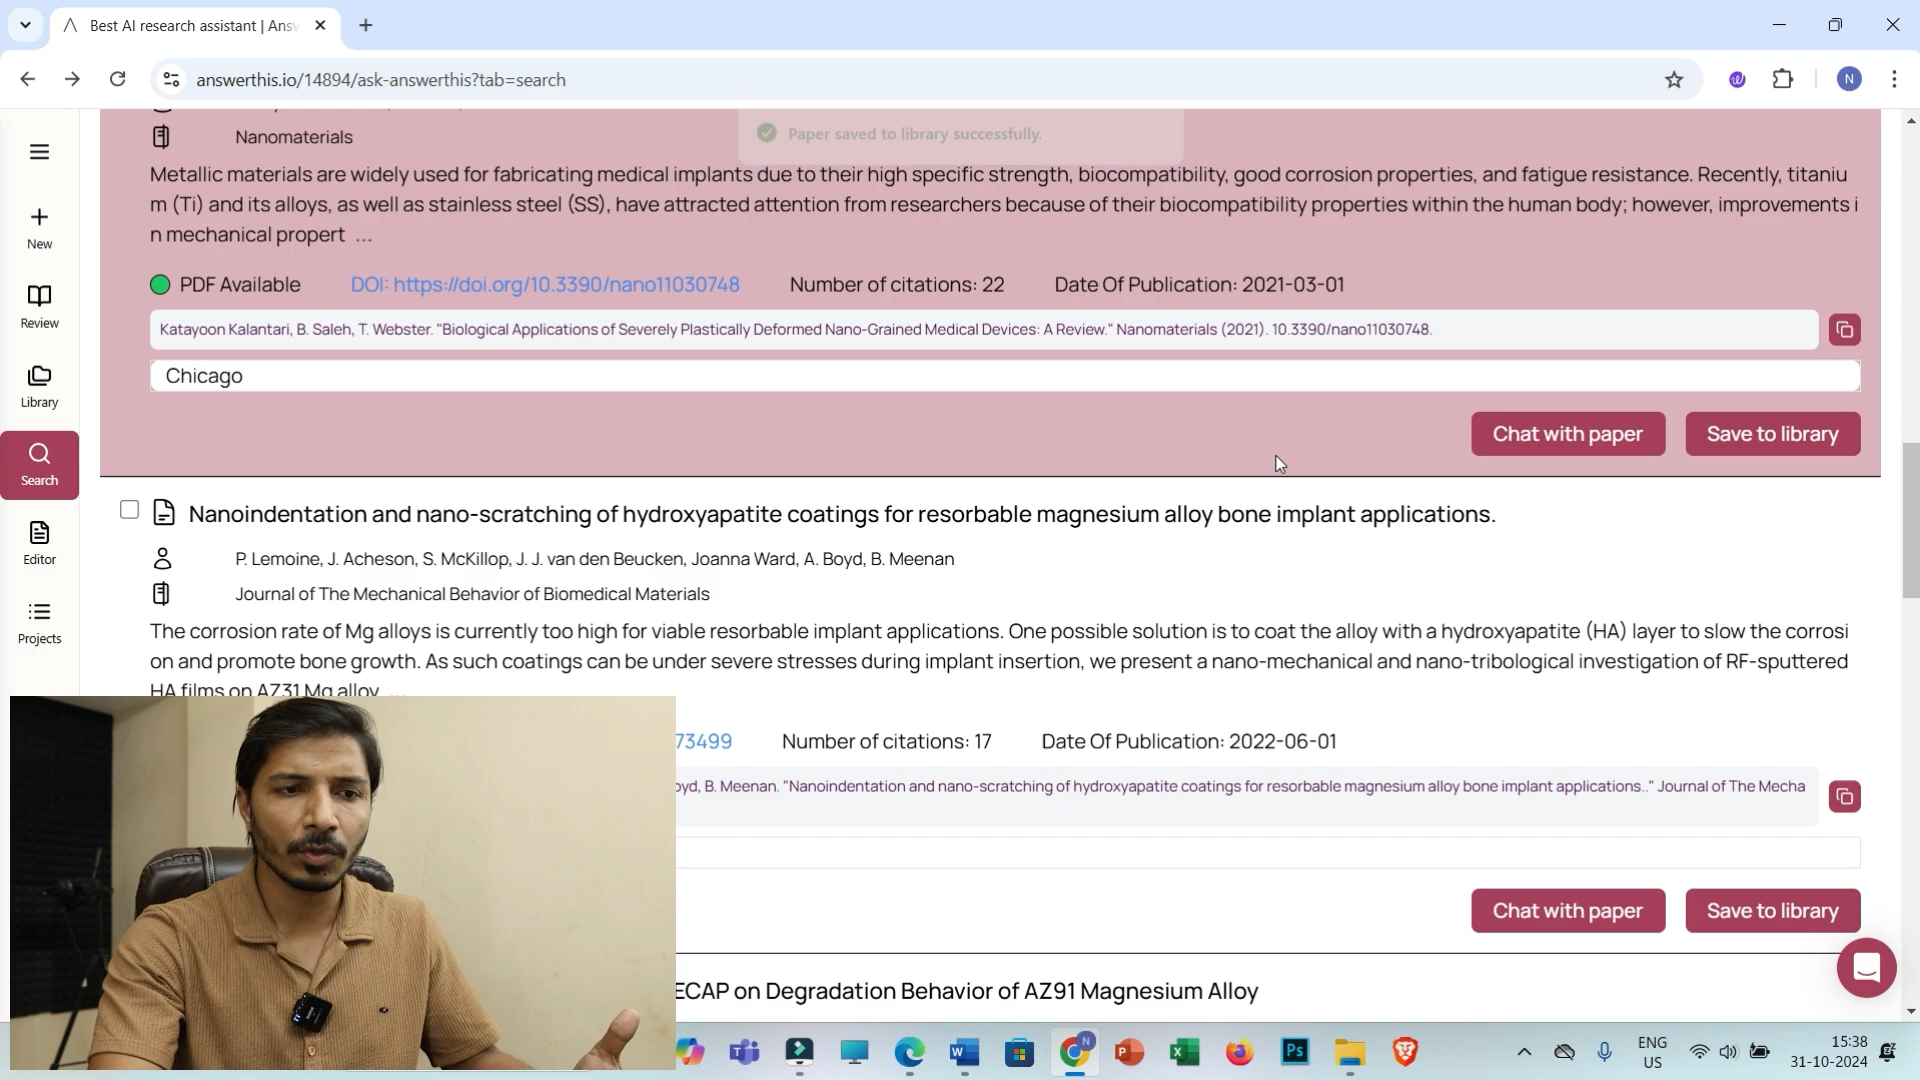 Best AI research assistant | Answ
answerthis.io/14894/ask-answerthis?tab=search
N
Paper saved to library successfully.
Nanomaterials
Metallic materials are widely used for fabricating medical implants due to their high specific strength, biocompatibility, good corrosion properties, and fatigue resistance. Recently, titaniu
m (Ti) and its alloys, as well as stainless steel (SS), have attracted attention from researchers because of their biocompatibility properties within the human body; however, improvements i
n mechanical propert ...
PDF Available DOI: https://doi.org/10.3390/nano11030748 Number of citations: 22 Date Of Publication: 2021-03-01
Katayoon Kalantari, B. Saleh, T. Webster. "Biological Applications of Severely Plastically Deformed Nano-Grained Medical Devices: A Review." Nanomaterials (2021). 10.3390/nano11030748.
Chicago
Chat with paper Save to library
New
Review
Library
Search
Editor
Projects
Nanoindentation and nano-scratching of hydroxyapatite coatings for resorbable magnesium alloy bone implant applications.
P. Lemoine, J. Acheson, S. McKillop, J. J. van den Beucken, Joanna Ward, A. Boyd, B. Meenan
Journal of The Mechanical Behavior of Biomedical Materials
The corrosion rate of Mg alloys is currently too high for viable resorbable implant applications. One possible solution is to coat the alloy with a hydroxyapatite (HA) layer to slow the corrosi
on and promote bone growth. As such coatings can be under severe stresses during implant insertion, we present a nano-mechanical and nano-tribological investigation of RF-sputtered
HA films on AZ31 Mg alloy ...
73499 Number of citations: 17 Date Of Publication: 2022-06-01
oyd, B. Meenan. "Nanoindentation and nano-scratching of hydroxyapatite coatings for resorbable magnesium alloy bone implant applications.." Journal of The Mecha
Chat with paper Save to library
ECAP on Degradation Behavior of AZ91 Magnesium Alloy
ENG
US
15:38
31-10-2024